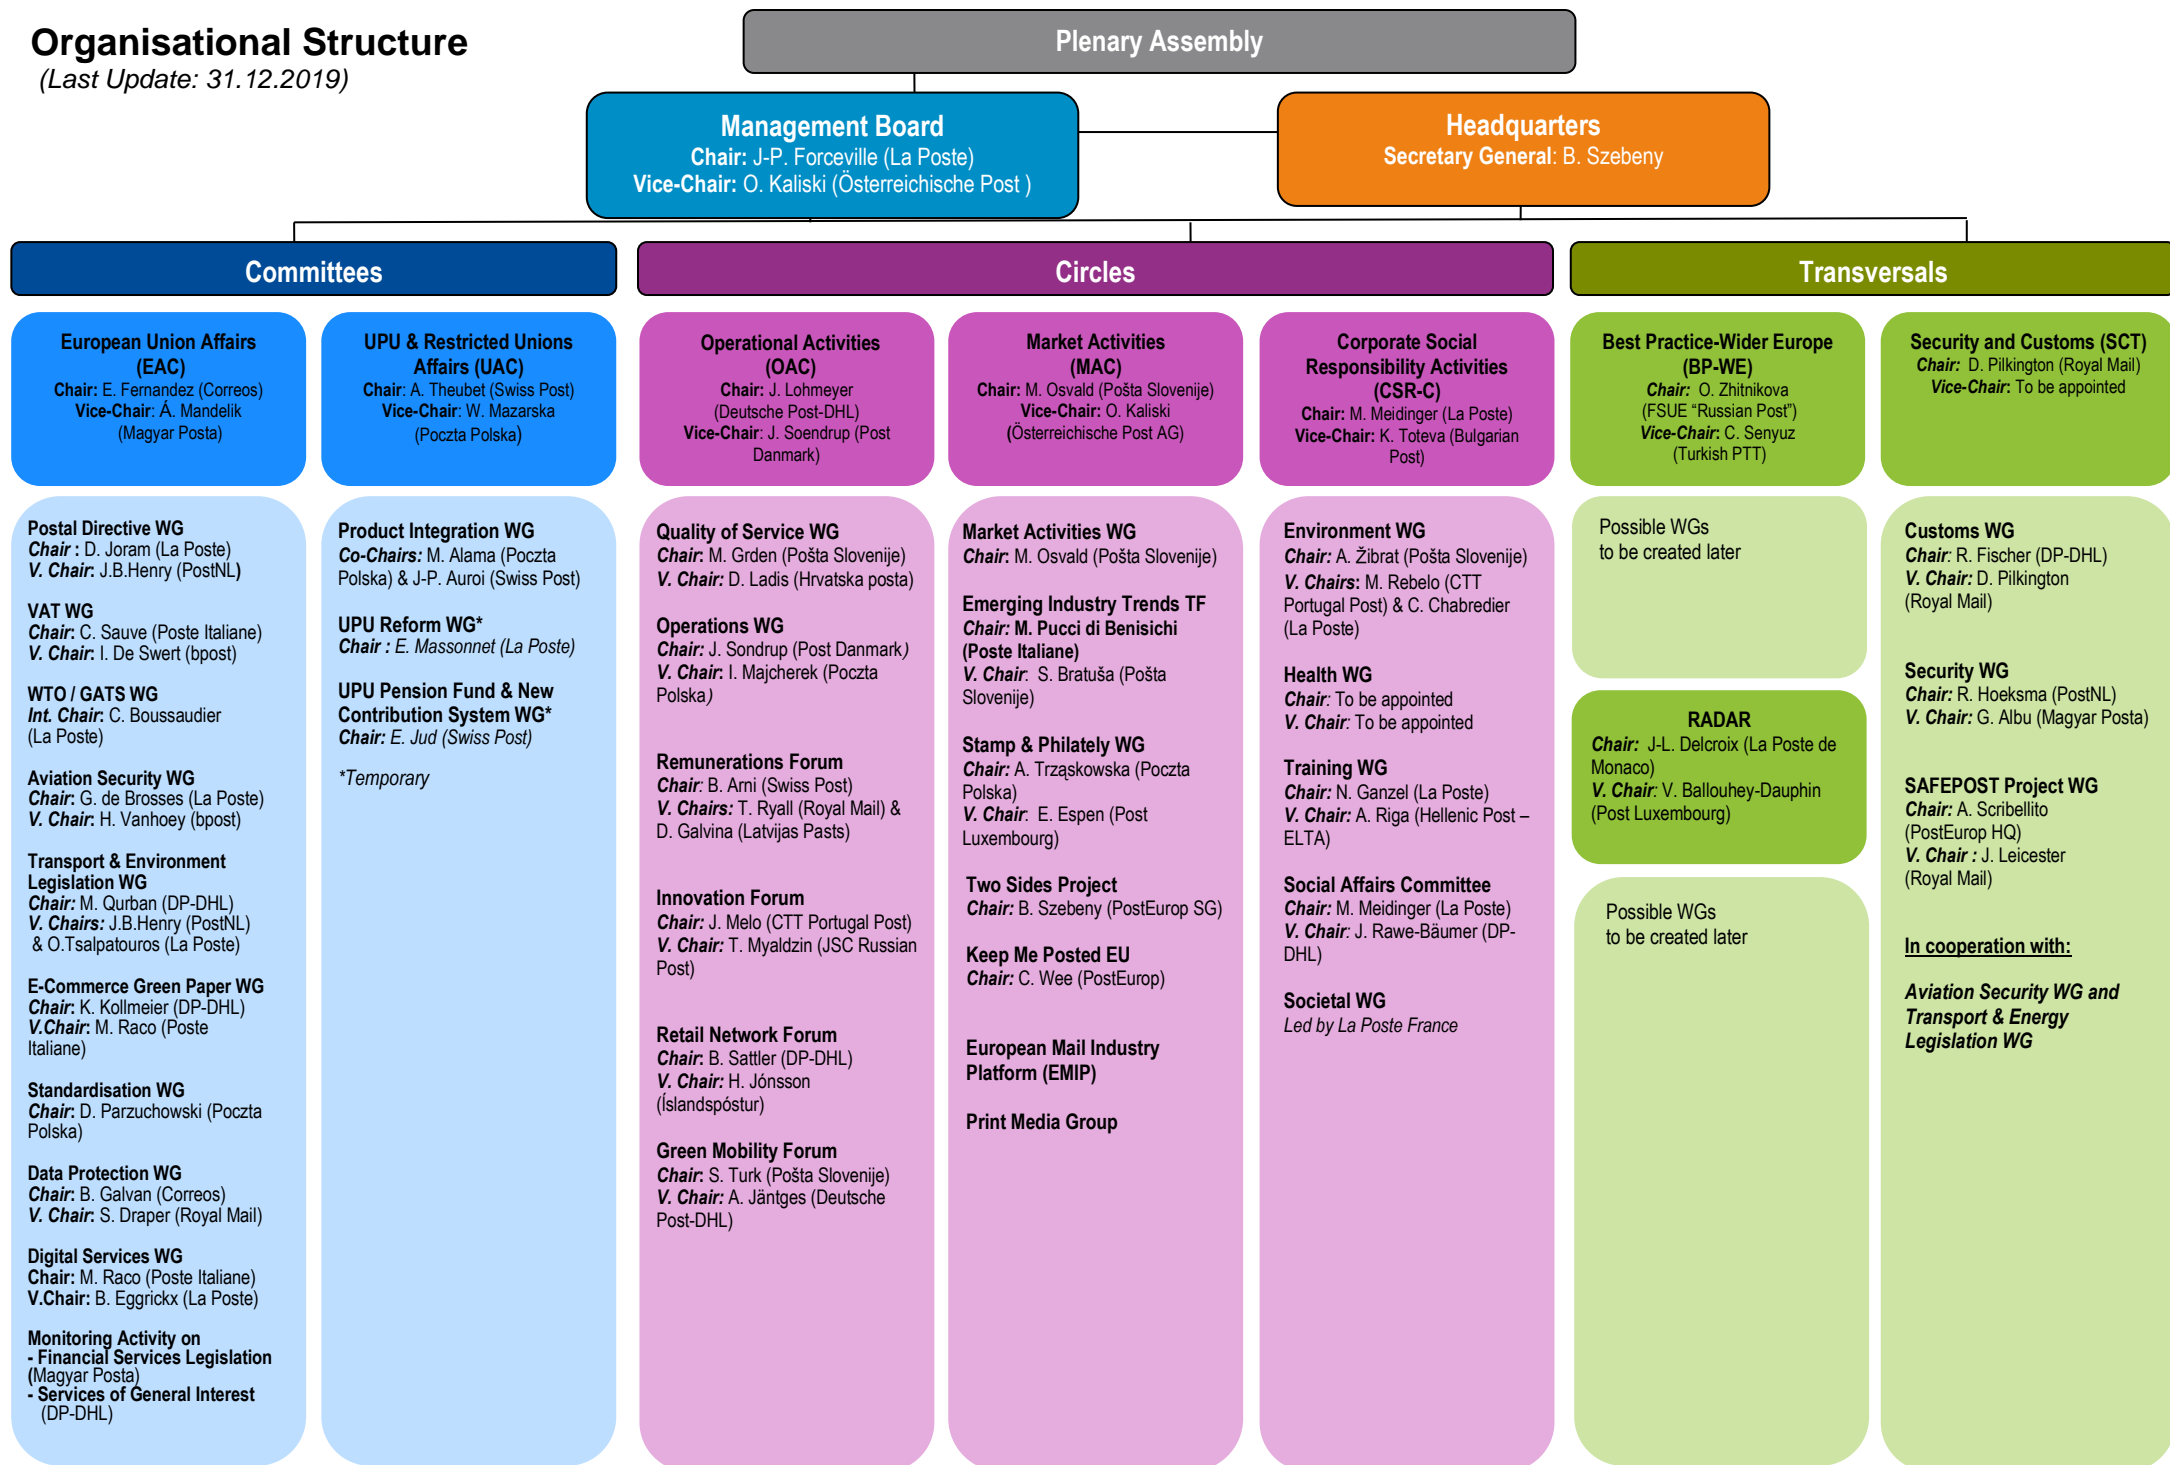 Organisational Structure
(Last Update: 31.12.2019)
Plenary Assembly
Management Board
Chair: J-P. Forceville (La Poste)
Vice-Chair: O. Kaliski (Österreichische Post )
Headquarters
Secretary General: B. Szebeny
Committees
Circles
Transversals
European Union Affairs
(EAC)
Chair: E. Fernandez (Correos)
Vice-Chair: Á. Mandelik
(Magyar Posta)
UPU & Restricted Unions
Affairs (UAC)
Chair: A. Theubet (Swiss Post)
Vice-Chair: W. Mazarska
(Poczta Polska)
Operational Activities
(OAC)
Chair: J. Lohmeyer
(Deutsche Post-DHL)
Vice-Chair: J. Soendrup (Post
Danmark)
Market Activities
(MAC)
Chair: M. Osvald (Pošta Slovenije)
Vice-Chair: O. Kaliski
(Österreichische Post AG)
Corporate Social
Responsibility Activities
(CSR-C)
Chair: M. Meidinger (La Poste)
Vice-Chair: K. Toteva (Bulgarian
Post)
Best Practice-Wider Europe
(BP-WE)
Chair: O. Zhitnikova
(FSUE “Russian Post”)
Vice-Chair: C. Senyuz
(Turkish PTT)
Security and Customs (SCT)
Chair: D. Pilkington (Royal Mail)
Vice-Chair: To be appointed
Postal Directive WG
Chair : D. Joram (La Poste)
V. Chair: J.B.Henry (PostNL)
VAT WG
Chair: C. Sauve (Poste Italiane)
V. Chair: I. De Swert (bpost)
WTO / GATS WG
Int. Chair: C. Boussaudier
(La Poste)
Aviation Security WG
Chair: G. de Brosses (La Poste)
V. Chair: H. Vanhoey (bpost)
Transport & Environment
Legislation WG
Chair: M. Qurban (DP-DHL)
V. Chairs: J.B.Henry (PostNL)
& O.Tsalpatouros (La Poste)
E-Commerce Green Paper WG
Chair: K. Kollmeier (DP-DHL)
V.Chair: M. Raco (Poste
Italiane)
Standardisation WG
Chair: D. Parzuchowski (Poczta
Polska)
Data Protection WG
Chair: B. Galvan (Correos)
V. Chair: S. Draper (Royal Mail)
Digital Services WG
Chair: M. Raco (Poste Italiane)
V.Chair: B. Eggrickx (La Poste)
Monitoring Activity on
- Financial Services Legislation
(Magyar Posta)
- Services of General Interest
(DP-DHL)
Product Integration WG
Co-Chairs: M. Alama (Poczta
Polska) & J-P. Auroi (Swiss Post)
UPU Reform WG*
Chair : E. Massonnet (La Poste)
UPU Pension Fund & New
Contribution System WG*
Chair: E. Jud (Swiss Post)
*Temporary
Quality of Service WG
Chair: M. Grden (Pošta Slovenije)
V. Chair: D. Ladis (Hrvatska posta)
Operations WG
Chair: J. Sondrup (Post Danmark)
V. Chair: I. Majcherek (Poczta
Polska)
Remunerations Forum
Chair: B. Arni (Swiss Post)
V. Chairs: T. Ryall (Royal Mail) &
D. Galvina (Latvijas Pasts)
Innovation Forum
Chair: J. Melo (CTT Portugal Post)
V. Chair: T. Myaldzin (JSC Russian
Post)
Retail Network Forum
Chair: B. Sattler (DP-DHL)
V. Chair: H. Jónsson
(Íslandspóstur)
Green Mobility Forum
Chair: S. Turk (Pošta Slovenije)
V. Chair: A. Jäntges (Deutsche
Post-DHL)
Market Activities WG
Chair: M. Osvald (Pošta Slovenije)
Emerging Industry Trends TF
Chair: M. Pucci di Benisichi
(Poste Italiane)
V. Chair: S. Bratuša (Pošta
Slovenije)
Stamp & Philately WG
Chair: A. Trząskowska (Poczta
Polska)
V. Chair: E. Espen (Post
Luxembourg)
Two Sides Project
Chair: B. Szebeny (PostEurop SG)
Keep Me Posted EU
Chair: C. Wee (PostEurop)
European Mail Industry
Platform (EMIP)
Print Media Group
Environment WG
Chair: A. Žibrat (Pošta Slovenije)
V. Chairs: M. Rebelo (CTT
Portugal Post) & C. Chabredier
(La Poste)
Health WG
Chair: To be appointed
V. Chair: To be appointed
Training WG
Chair: N. Ganzel (La Poste)
V. Chair: A. Riga (Hellenic Post –
ELTA)
Social Affairs Committee
Chair: M. Meidinger (La Poste)
V. Chair: J. Rawe-Bäumer (DP-
DHL)
Societal WG
Led by La Poste France
Possible WGs
to be created later
RADAR
Chair: J-L. Delcroix (La Poste de
Monaco)
V. Chair: V. Ballouhey-Dauphin
(Post Luxembourg)
Possible WGs
to be created later
Customs WG
Chair: R. Fischer (DP-DHL)
V. Chair: D. Pilkington
(Royal Mail)
Security WG
Chair: R. Hoeksma (PostNL)
V. Chair: G. Albu (Magyar Posta)
SAFEPOST Project WG
Chair: A. Scribellito
(PostEurop HQ)
V. Chair : J. Leicester
(Royal Mail)
In cooperation with:
Aviation Security WG and
Transport & Energy
Legislation WG